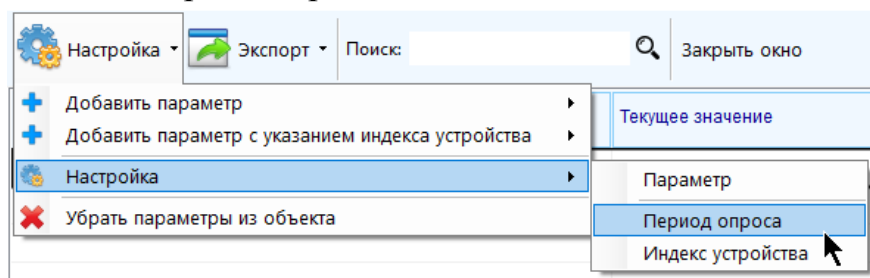 Настройка Экспорт Поиск: Закрыть окно
Добавить параметр
Добавить параметр с указанием индекса устройства
Текущее значение
Настройка
Параметр
Убрать параметры из объекта
Период опроса
Индекс устройства